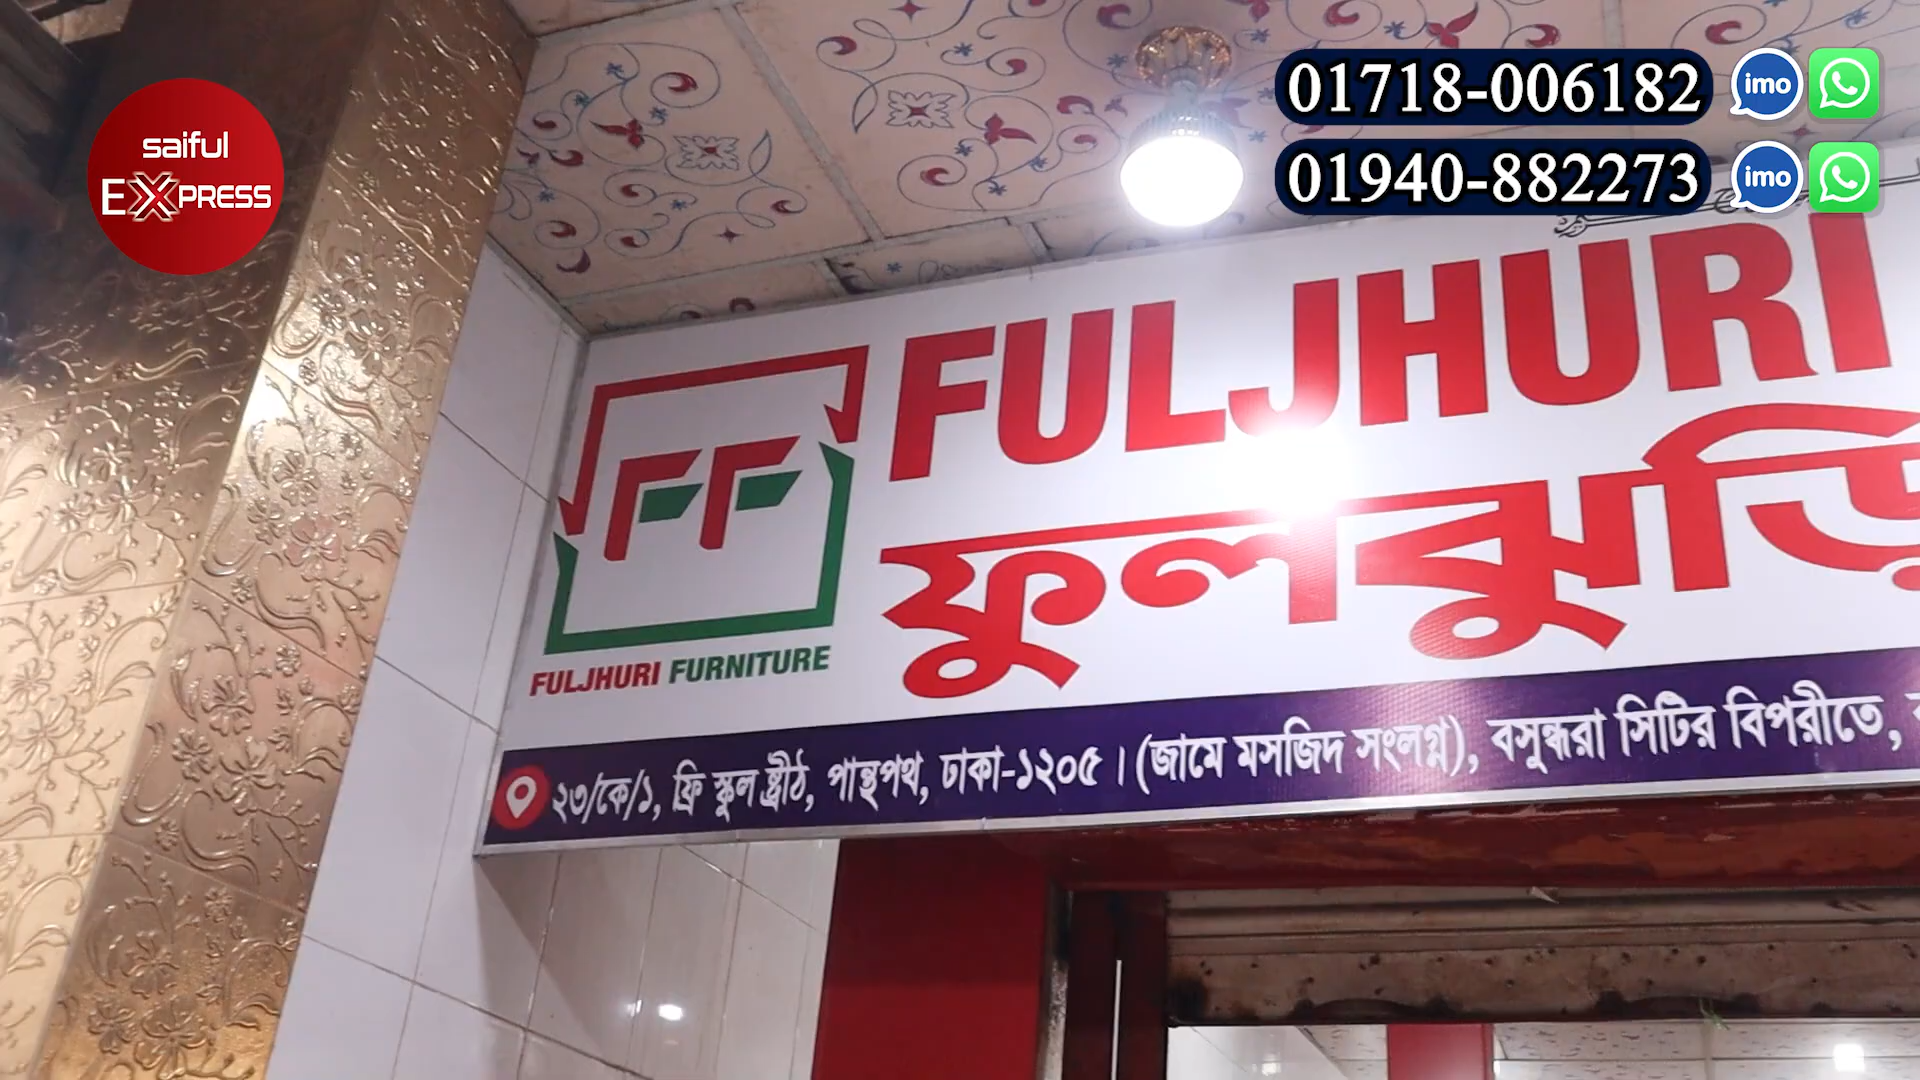 saiful
EXPRESS
01718-006182
imo
01940-882273
imo
FULJHURI
ফুলঝুড়ি
FF
FULJHURI FURNITURE
২৩/কে/১, ফ্রি স্কুল ষ্ট্রীঠ, পান্থপথ, ঢাকা-১২০৫। (জামে মসজিদ সংলগ্ন), বসুন্ধরা সিটির বিপরীতে,